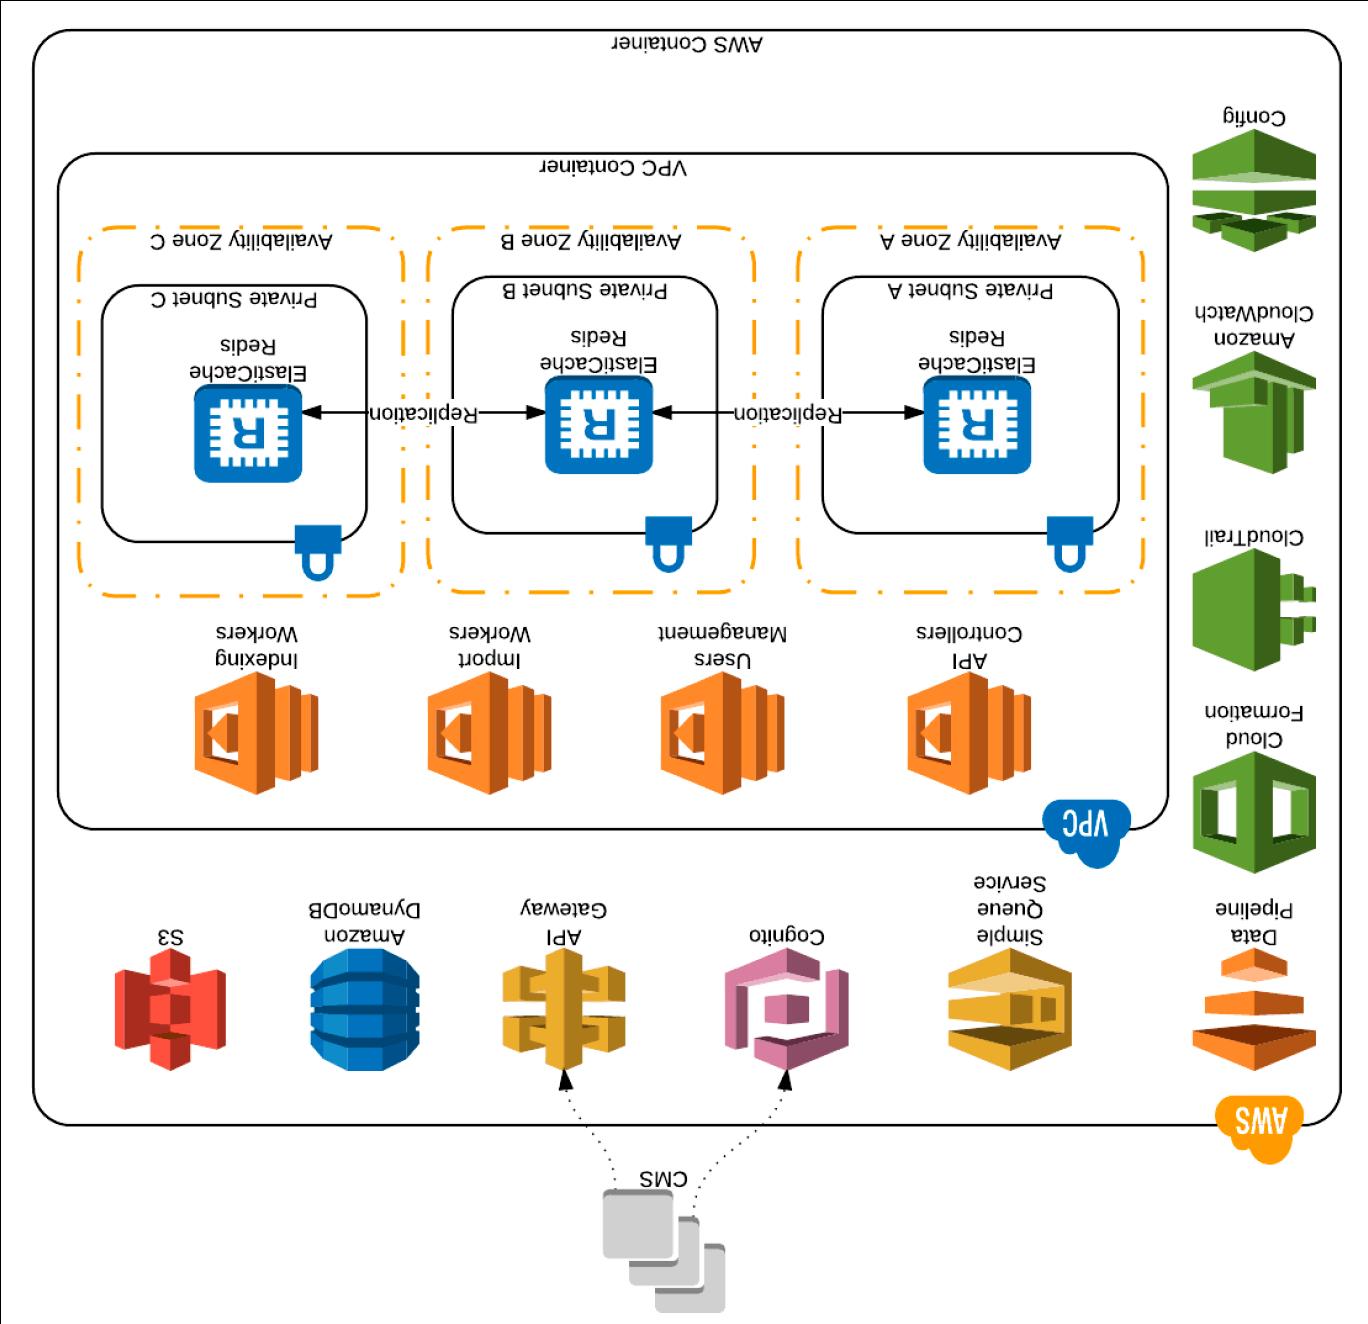 CMS
AWS
Data
Pipeline
Simple
Queue
Service
Cognito
API
Gateway
Amazon
DynamoDB
S3
VPC
Cloud
Formation
API
Controllers
Users
Management
Import
Workers
Indexing
Workers
CloudTrail
Amazon
CloudWatch
Config
R
Replication
R
Replication
R
ElastiCache
Redis
ElastiCache
Redis
ElastiCache
Redis
Private Subnet A
Private Subnet B
Private Subnet C
Availability Zone A
Availability Zone B
Availability Zone C
VPC Container
AWS Container